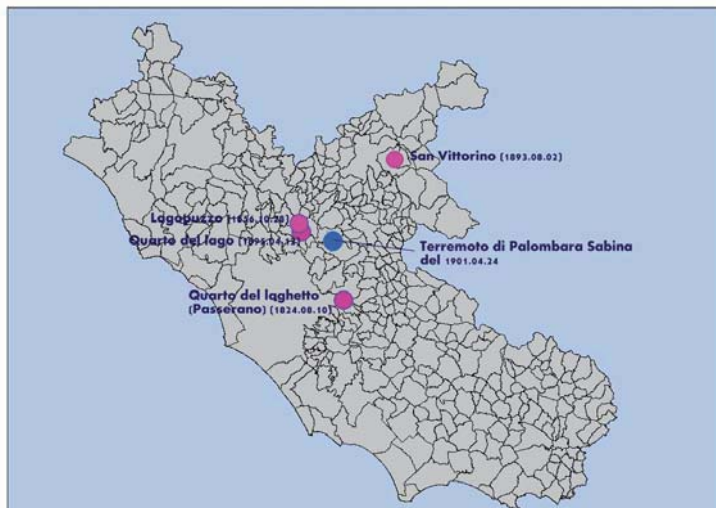 San Vittorino (1893.08.02)
Lagopuzzo
Quarto del lago
Terremoto di Palombara Sabina
del 1901.04.24
Quarto del laghetto
(Passerano) (1824.08.10)